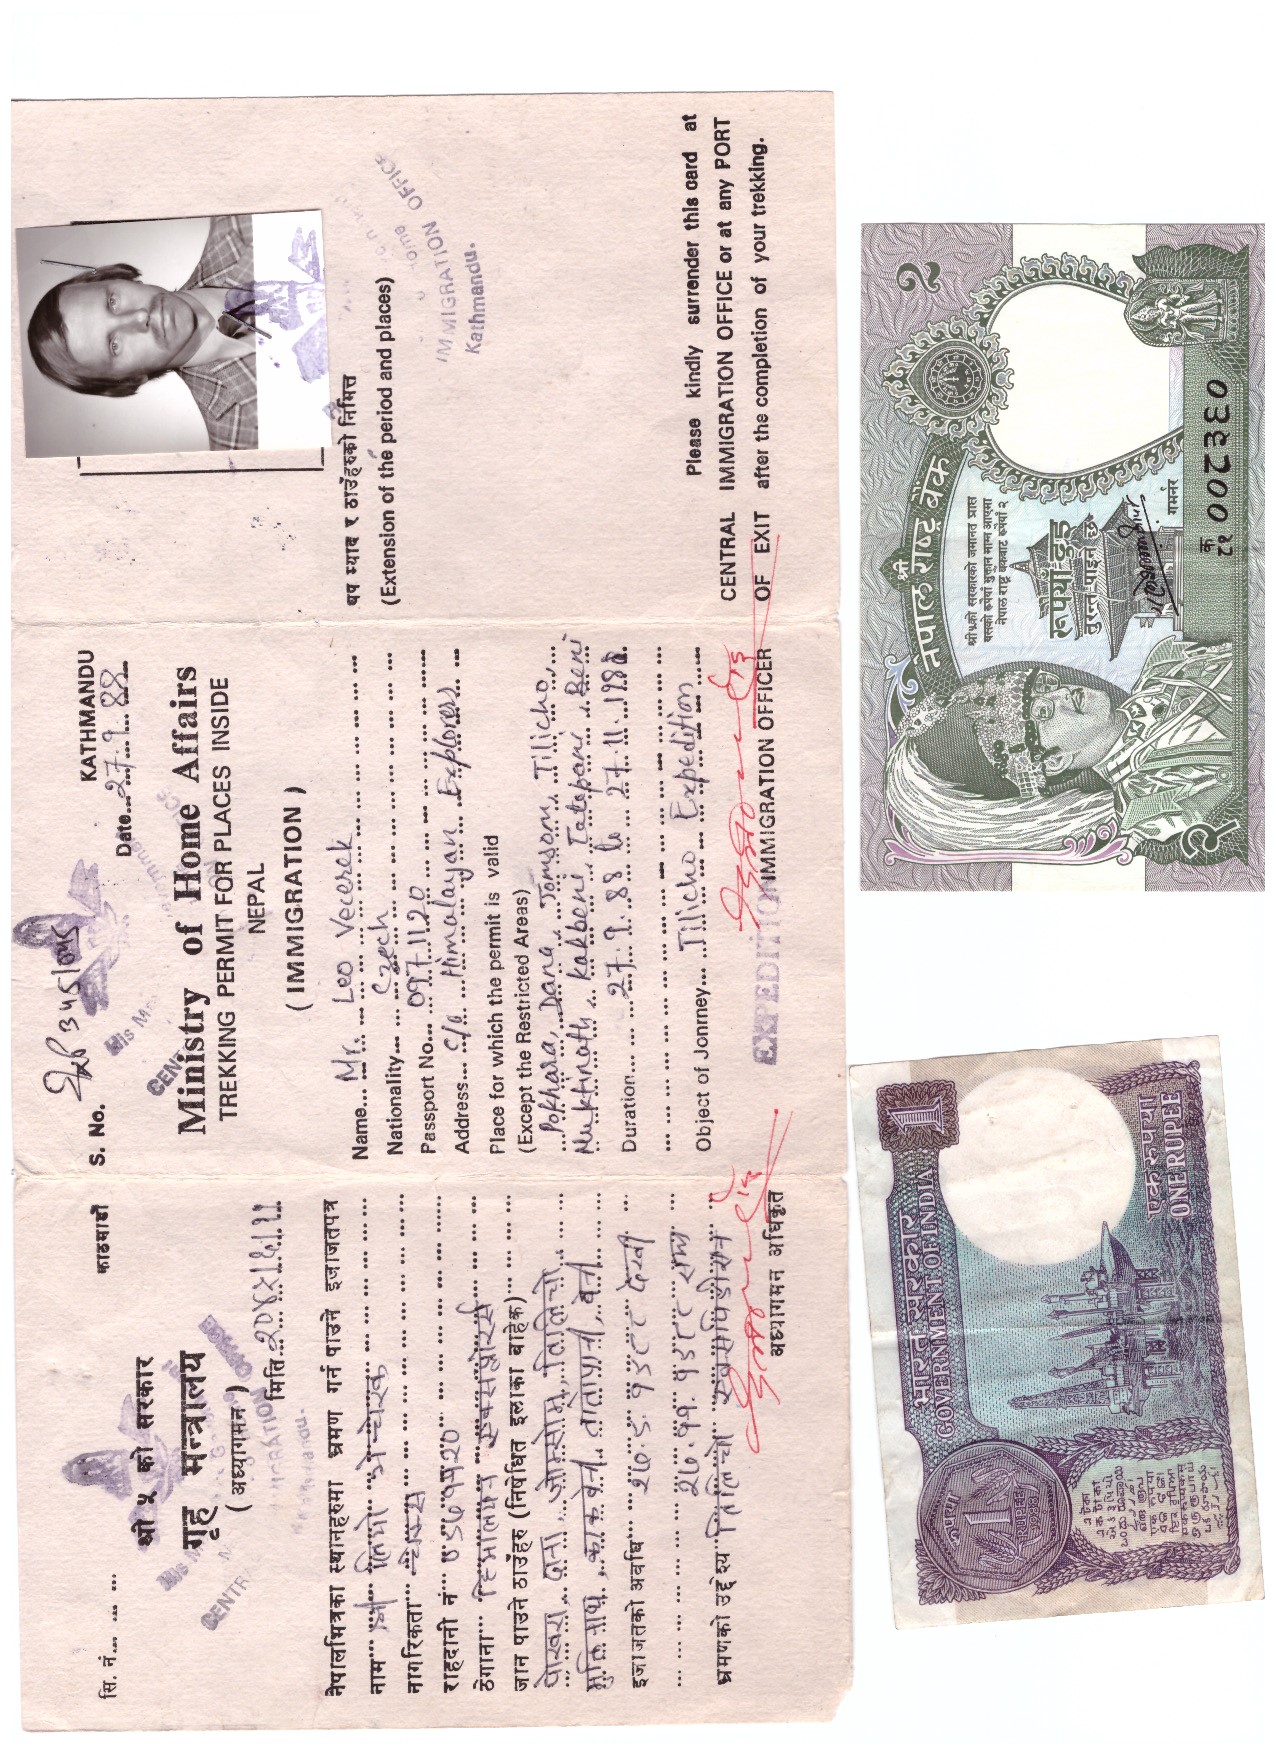 सि. नं... ... ...
काठमाडौं
श्री ५ को सरकार
गृह मन्त्रालय
( अध्यागमन )
मिति २०४५।६।११
नेपालभित्रका स्थानहरुमा भ्रमण गर्न पाउने इजाजतपत्र
नाम श्री लियो भेचेरेक
नागरिकता चेक्स
राहदानी नं ०९७११२०
ठेगाना हिमालयन एक्सप्लोरर्स
जान पाउने ठाउँहरु (निषेधित इलाका बाहेक)
पोखरा, दाना, जोमसोम, तिलिचो,
मुक्तिनाथ, काकबेनी, तातोपानी, बेनी
इजाजतको अवधि २७.९.१९८८ देखी
२७.११.१९८८ सम्म
भ्रमणको उद्देश्य तिलिचो एक्सपिडीसन
अध्यागमन अधिकृत
345/045
S. No.
KATHMANDU
Date... 27.9.88
Ministry of Home Affairs
TREKKING PERMIT FOR PLACES INSIDE
NEPAL
( IMMIGRATION )
Name... Mr. Leo Vecerek
Nationality... Czech
Passport No... 0971120
Address... c/o Himalayan Explorers
Place for which the permit is valid
(Except the Restricted Areas)
Pokhara, Dana, Jomsom, Tilicho,
Muktinath, Kakbeni, Tatopani, Beni
Duration... 27.9.88 to 27.11.1988
Object of Jonrney... Tilicho Expedition
EXPEDITION
IMMIGRATION OFFICER
थप म्याद र ठाउँहरुको निमित्त
(Extension of the period and places)
IMMIGRATION OFFICE
Kathmandu.
Please kindly surrender this card at
CENTRAL IMMIGRATION OFFICE or at any PORT
OF EXIT after the completion of your trekking.
भारत सरकार
GOVERNMENT OF INDIA
1
रुपया
1
RUPEE
1988
एक रुपया
ONE RUPEE
श्री
नेपाल राष्ट्र बैंक
2
श्री ५को सरकारको जमानत प्राप्त
यसको रुपैयाँ भुक्तान माग्न आएमा
नेपाल राष्ट्र बैंकबाट रुपैयाँ २
रूपैयाँ दुइ
तुरन्त पाइने छ
गभर्नर
२
क
८१ ००८३६०